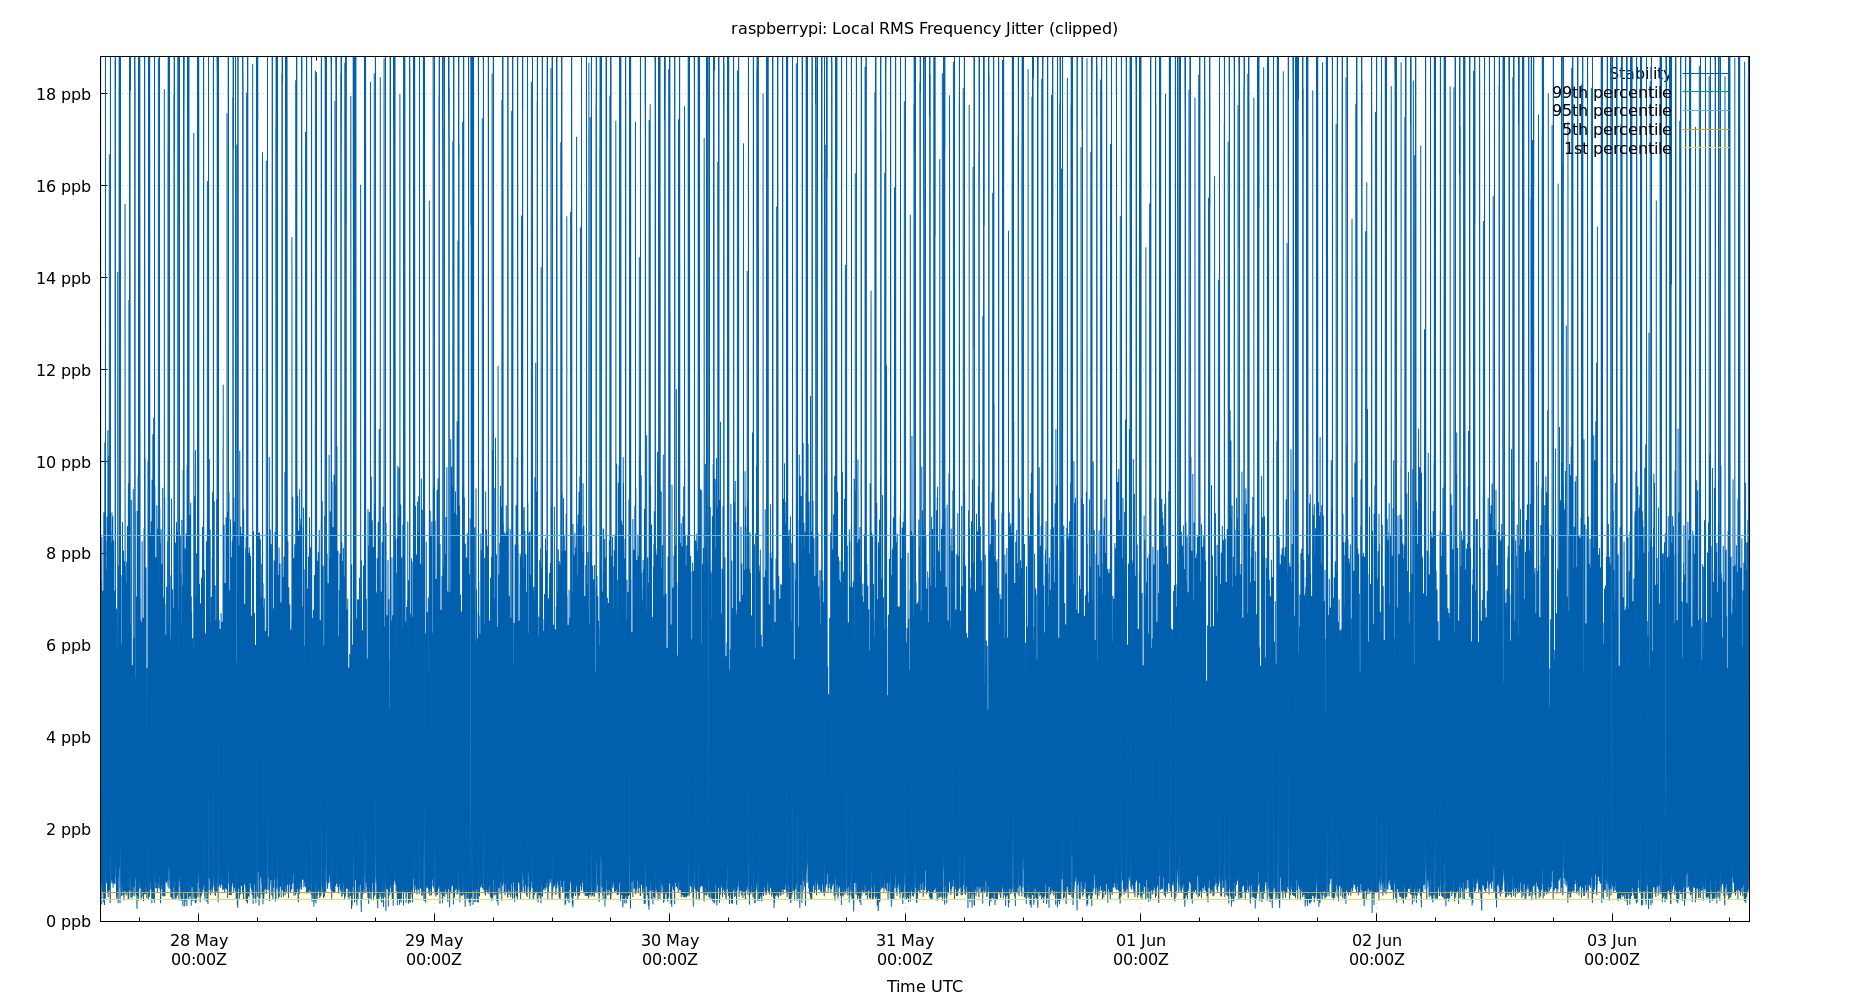 raspberrypi: Local RMS Frequency Jitter (clipped)
Stability
99th percentile
95th percentile
5th percentile
1st percentile
18 ppb
16 ppb
14 ppb
12 ppb
10 ppb
8 ppb
6 ppb
4 ppb
2 ppb
0 ppb
28 May 29 May 30 May 31 May 01 Jun 02 Jun 03 Jun
00:00Z 00:00Z 00:00Z 00:00Z 00:00Z 00:00Z 00:00Z
Time UTC